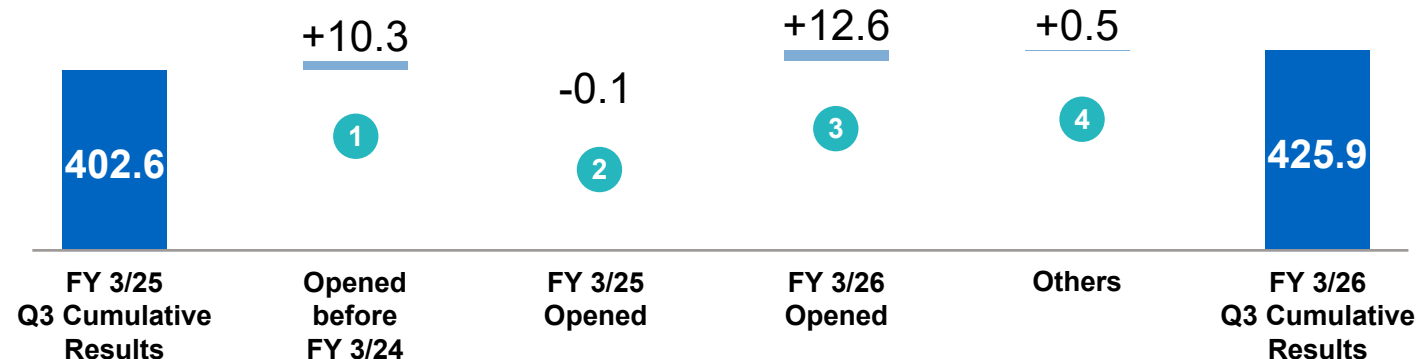 +10.3
-0.1
+12.6
+0.5
1
2
3
4
402.6
425.9
FY 3/25
Q3 Cumulative
Results
Opened
before
FY 3/24
FY 3/25
Opened
FY 3/26
Opened
Others
FY 3/26
Q3 Cumulative
Results